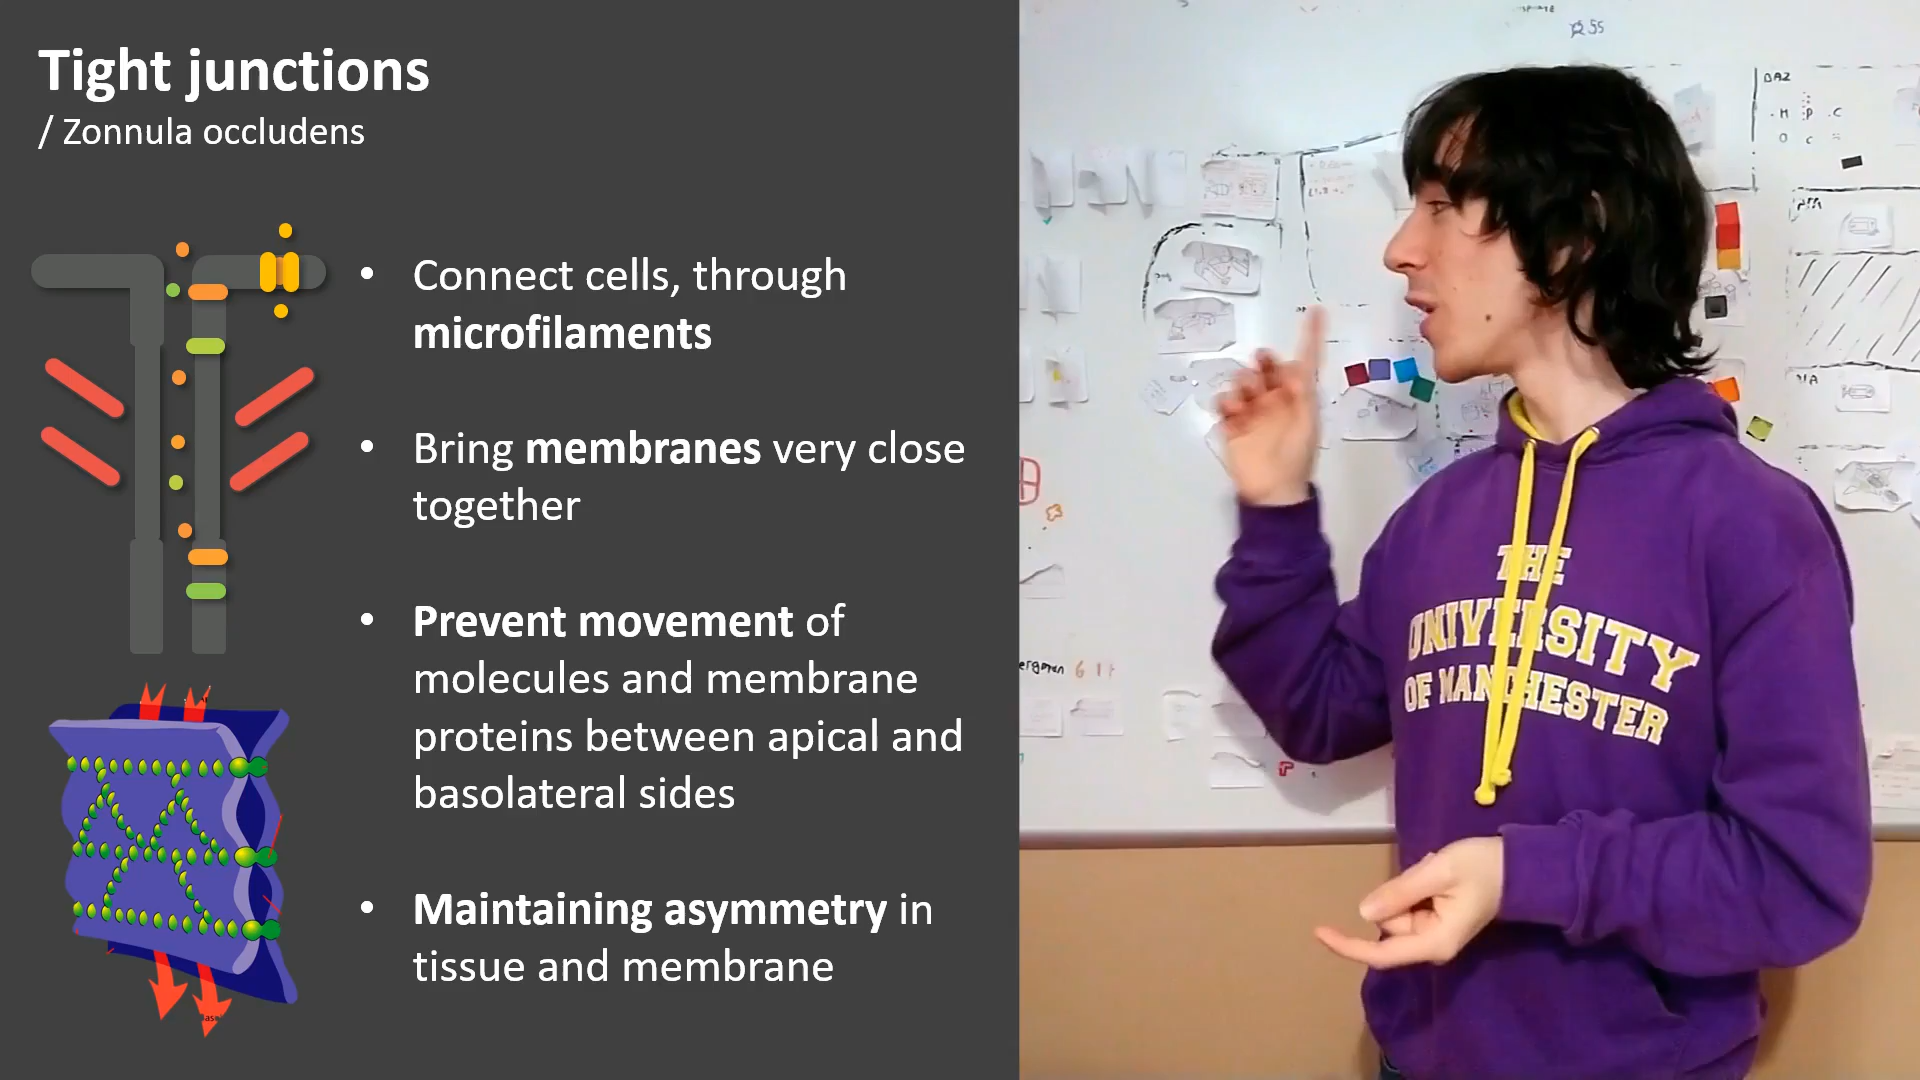 Tight junctions
/ Zonnula occludens
• Connect cells, through
microfilaments
• Bring membranes very close
together
• Prevent movement of
molecules and membrane
proteins between apical and
basolateral sides
• Maintaining asymmetry in
tissue and membrane
THE
UNIVERSITY
OF MANCHESTER